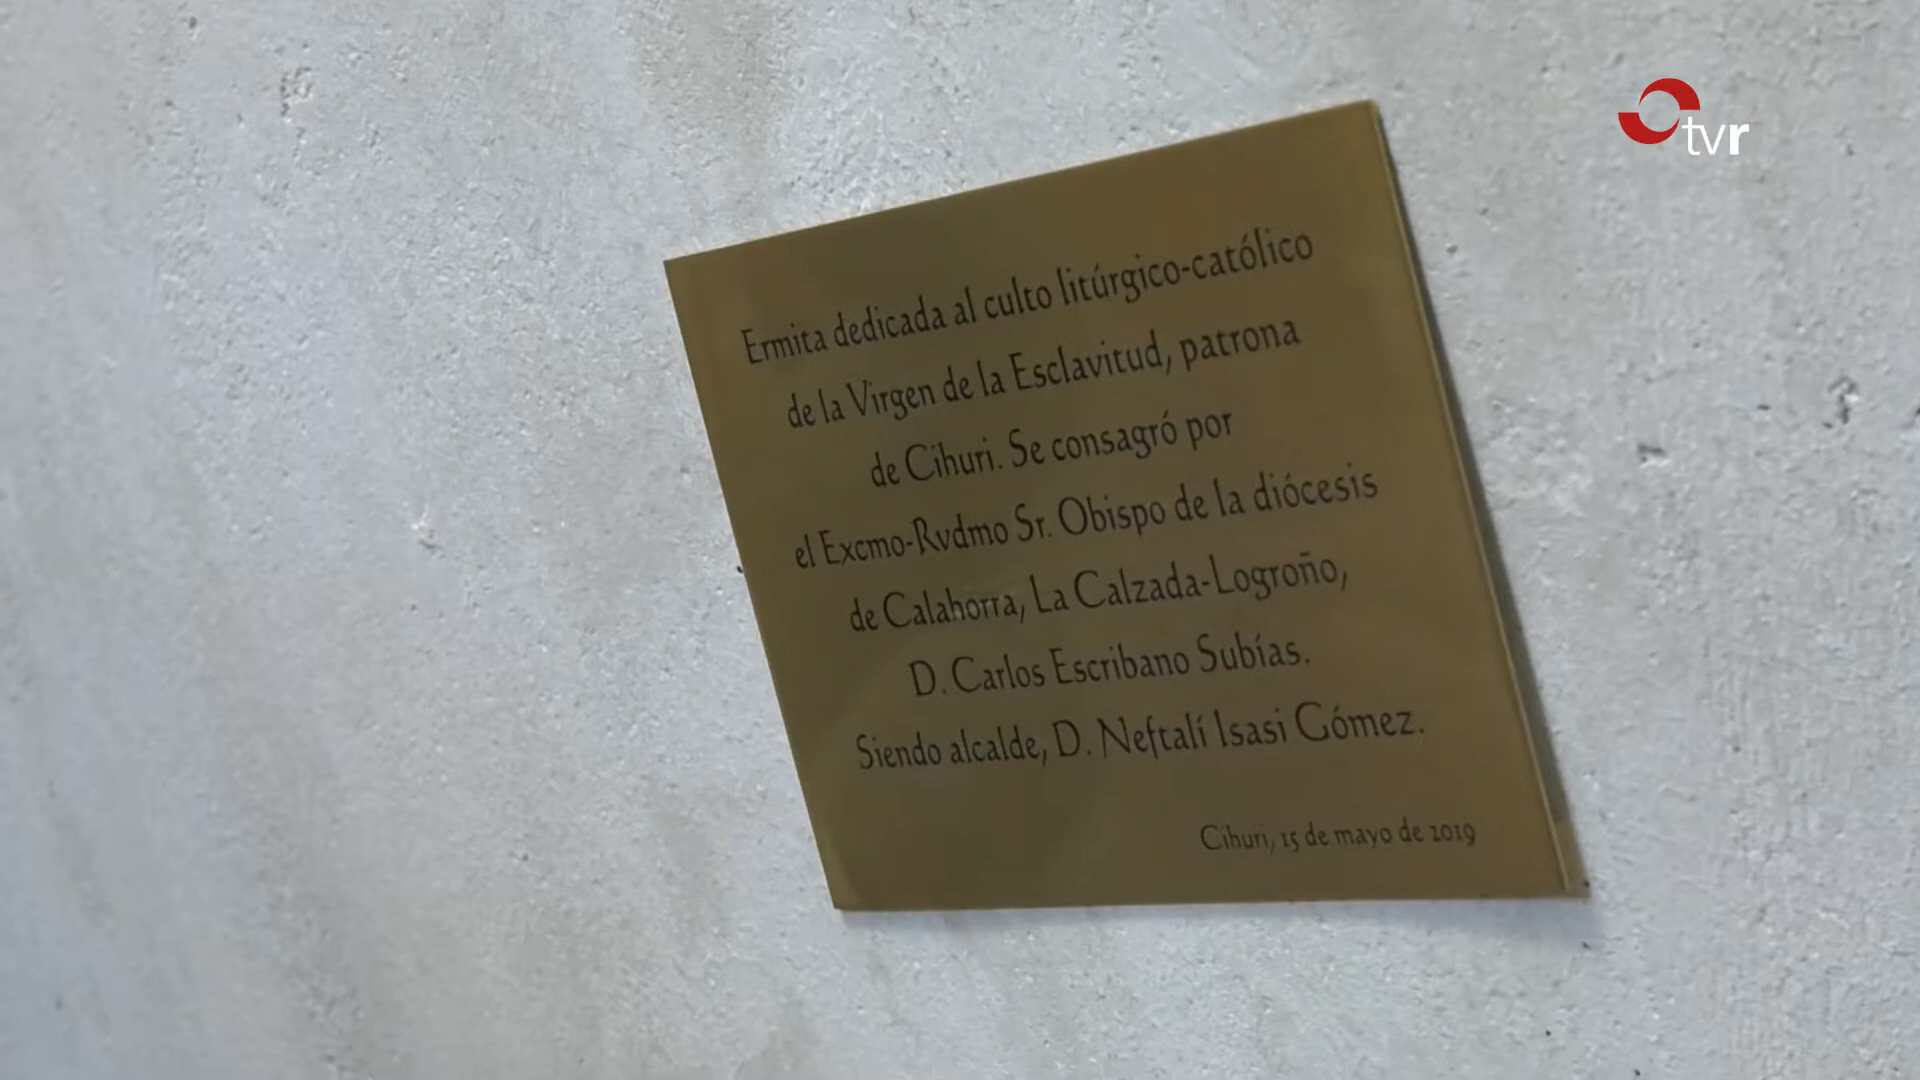 tvr
Ermita dedicada al culto litúrgico-católico
de la Virgen de la Esclavitud, patrona
de Cihuri. Se consagró por
el Excmo-Rvdmo Sr. Obispo de la diócesis
de Calahorra, La Calzada-Logroño,
D. Carlos Escribano Subías.
Siendo alcalde, D. Neftalí Isasi Gómez.
Cihuri, 15 de mayo de 2019